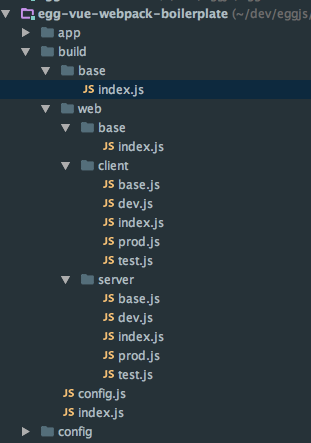 egg-vue-webpack-boilerplate (~/dev/eggjs/
app
build
base
JS index.js
web
base
JS index.js
client
JS base.js
JS dev.js
JS index.js
JS prod.js
JS test.js
server
JS base.js
JS dev.js
JS index.js
JS prod.js
JS test.js
JS config.js
JS index.js
config